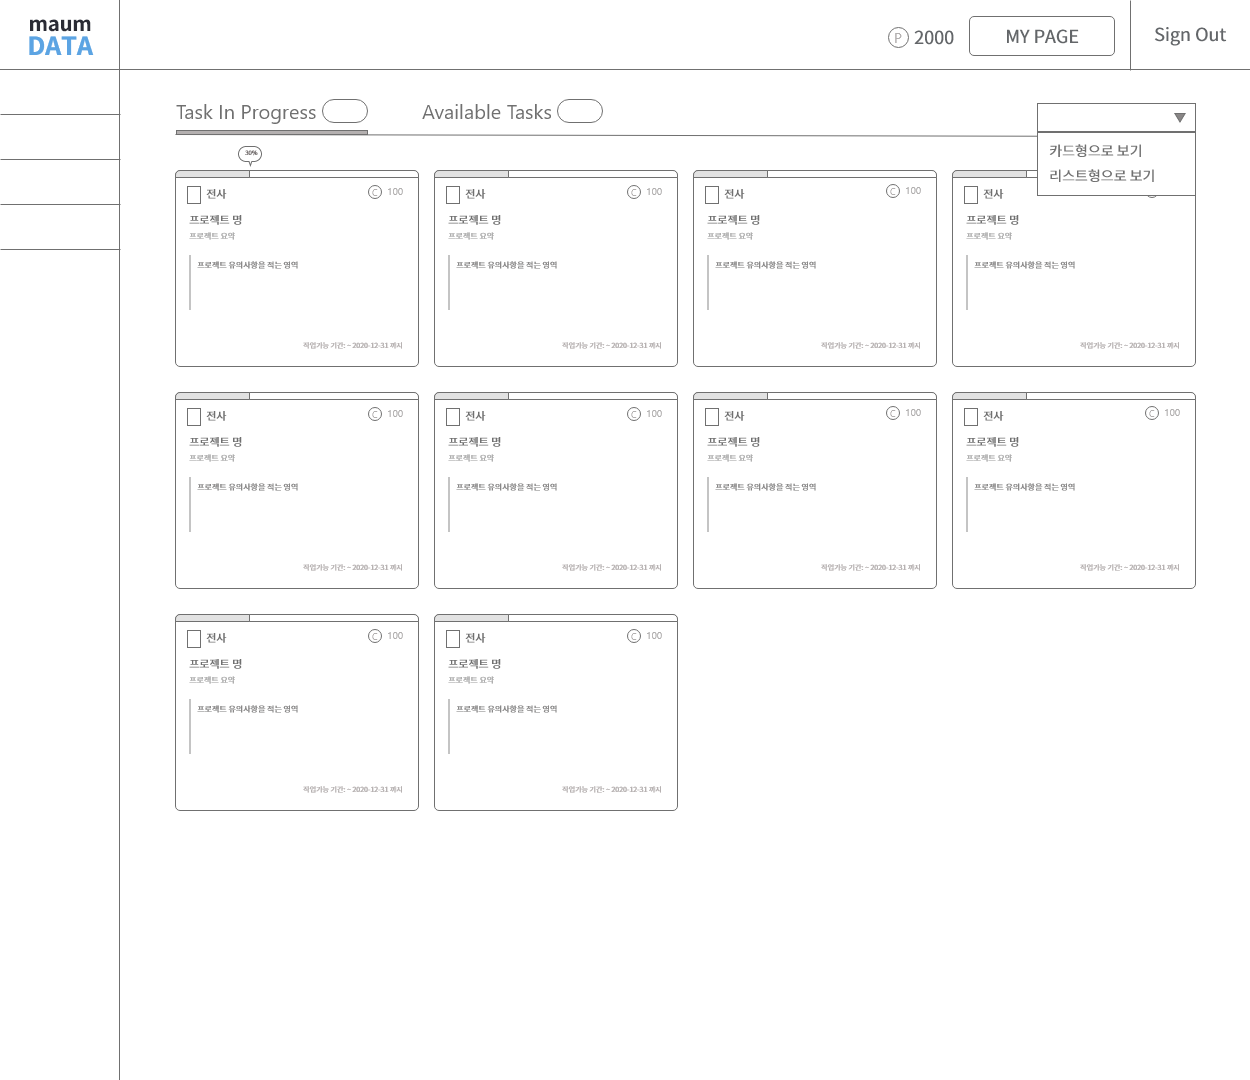 maum
DATA
P 2000
MY PAGE
Sign Out
Task In Progress
Available Tasks
카드형으로 보기
리스트형으로 보기
30%
전사
C 100
프로젝트 명
프로젝트 요약
프로젝트 유의사항을 적는 영역
작업가능 기간: ~ 2020-12-31 까시
전사
C 100
프로젝트 명
프로젝트 요약
프로젝트 유의사항을 적는 영역
작업가능 기간: ~ 2020-12-31 까시
전사
C 100
프로젝트 명
프로젝트 요약
프로젝트 유의사항을 적는 영역
작업가능 기간: ~ 2020-12-31 까시
전사
프로젝트 명
프로젝트 요약
프로젝트 유의사항을 적는 영역
작업가능 기간: ~ 2020-12-31 까시
전사
C 100
프로젝트 명
프로젝트 요약
프로젝트 유의사항을 적는 영역
작업가능 기간: ~ 2020-12-31 까시
전사
C 100
프로젝트 명
프로젝트 요약
프로젝트 유의사항을 적는 영역
작업가능 기간: ~ 2020-12-31 까시
전사
C 100
프로젝트 명
프로젝트 요약
프로젝트 유의사항을 적는 영역
작업가능 기간: ~ 2020-12-31 까시
전사
C 100
프로젝트 명
프로젝트 요약
프로젝트 유의사항을 적는 영역
작업가능 기간: ~ 2020-12-31 까시
전사
C 100
프로젝트 명
프로젝트 요약
프로젝트 유의사항을 적는 영역
작업가능 기간: ~ 2020-12-31 까시
전사
C 100
프로젝트 명
프로젝트 요약
프로젝트 유의사항을 적는 영역
작업가능 기간: ~ 2020-12-31 까시